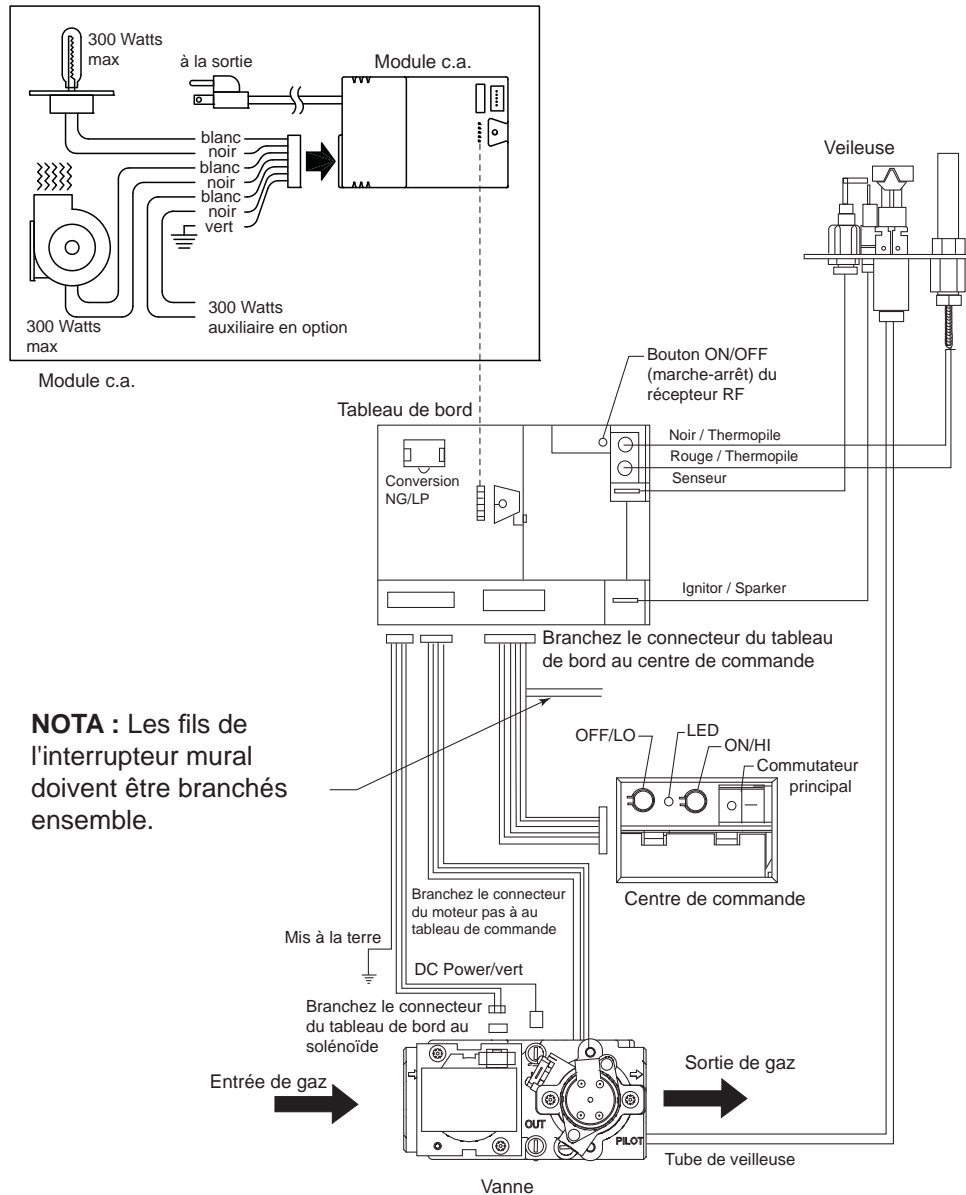 300 Watts
max
à la sortie
Module c.a.
blanc
noir
blanc
noir
blanc
noir
vert
300 Watts
max
300 Watts
auxiliaire en option
Module c.a.
Veileuse
Bouton ON/OFF
(marche-arrêt) du
récepteur RF
Tableau de bord
Noir / Thermopile
Rouge / Thermopile
Senseur
Conversion
NG/LP
Ignitor / Sparker
Branchez le connecteur du tableau
de bord au centre de commande
NOTA : Les fils de
l'interrupteur mural
doivent être branchés
ensemble.
OFF/LO
LED
ON/HI
Commutateur
principal
Centre de commande
Branchez le connecteur
du moteur pas à au
tableau de commande
Mis à la terre
DC Power/vert
Branchez le connecteur
du tableau de bord au
solénoïde
Entrée de gaz
Sortie de gaz
OUT
PILOT
Tube de veilleuse
Vanne